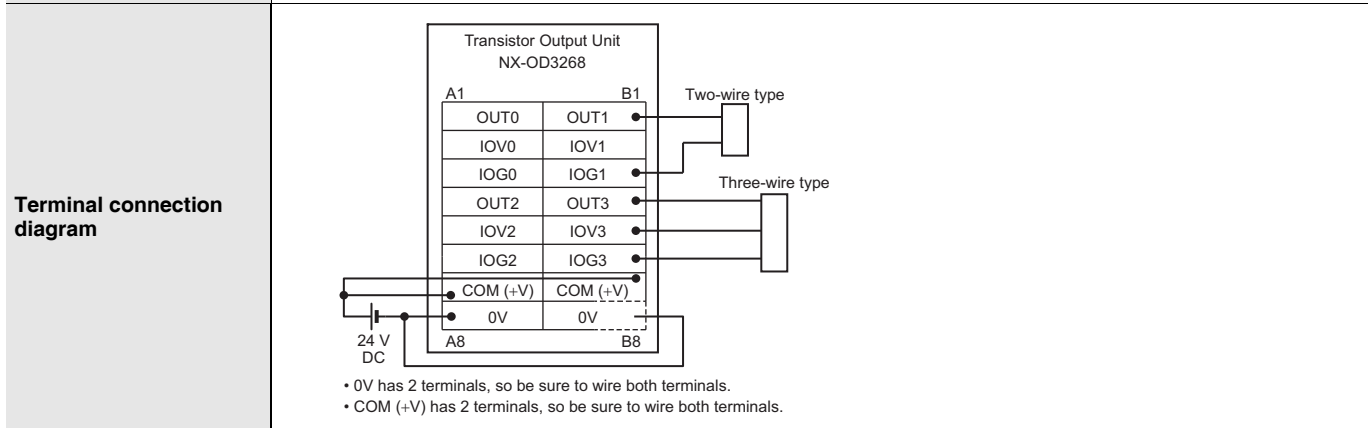 Terminal connection
diagram
Transistor Output Unit
NX-OD3268
A1 B1
Two-wire type
OUT0 OUT1
IOV0 IOV1
IOG0 IOG1
Three-wire type
OUT2 OUT3
IOV2 IOV3
IOG2 IOG3
COM (+V) COM (+V)
0V 0V
24 V
DC
A8 B8
• 0V has 2 terminals, so be sure to wire both terminals.
• COM (+V) has 2 terminals, so be sure to wire both terminals.